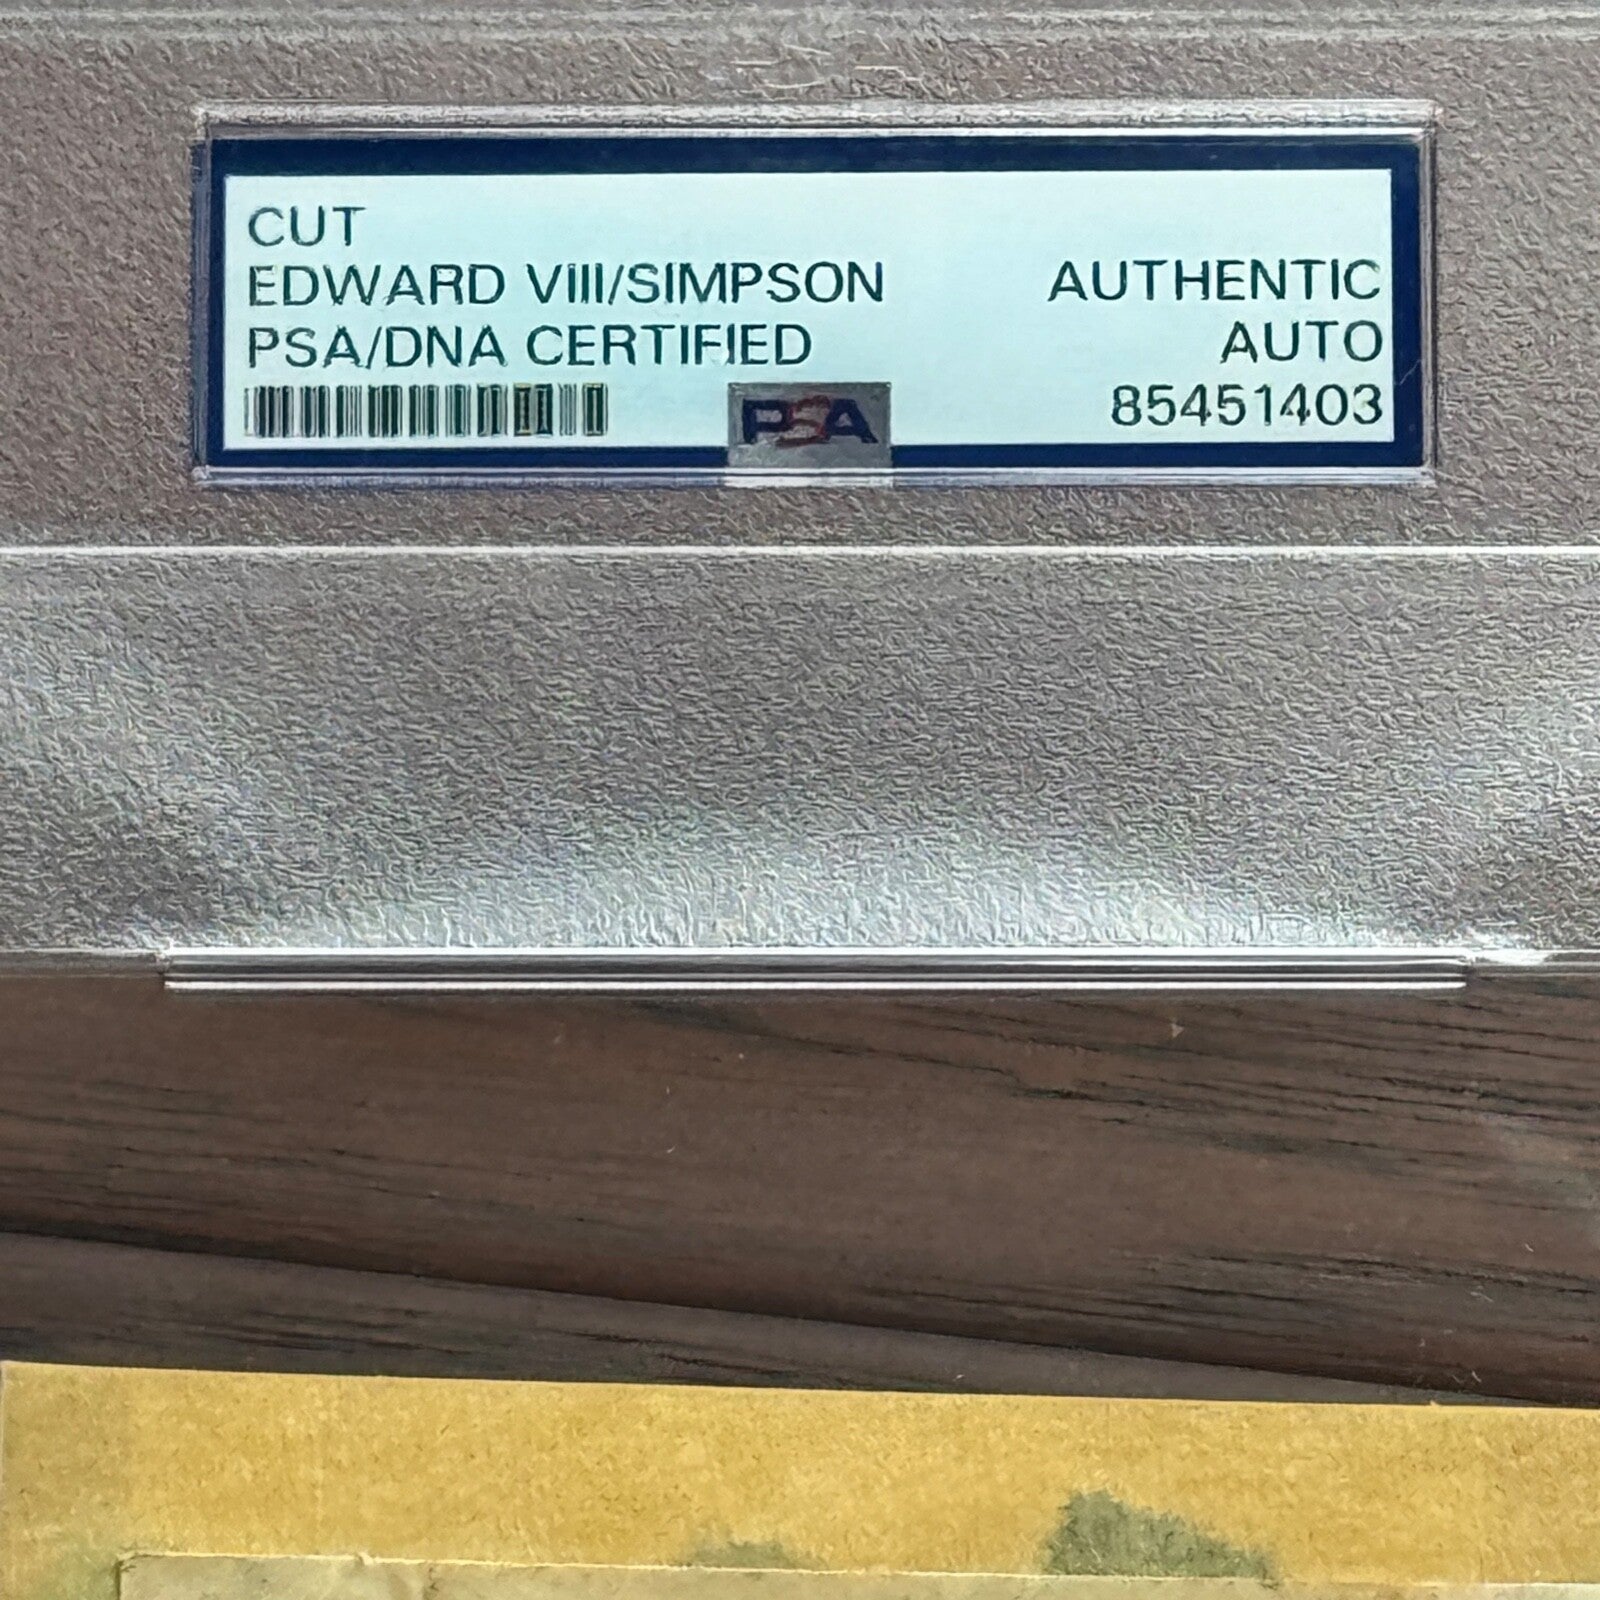 CUT
EDWARD VIII/SIMPSON
PSA/DNA CERTIFIED
AUTHENTIC
AUTO
85451403
PSA